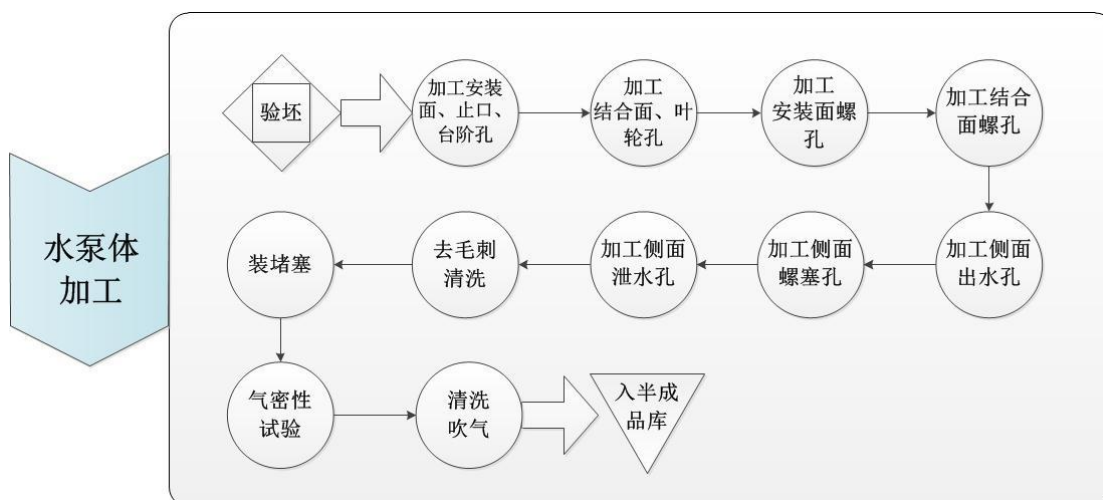 水泵体
加工
验坯
加工安装
面、止口、
台阶孔
加工
结合面、叶
轮孔
加工
安装面螺
孔
加工结合
面螺孔
加工侧面
出水孔
加工侧面
螺塞孔
加工侧面
泄水孔
去毛刺
清洗
装堵塞
气密性
试验
清洗
吹气
入半成
品库